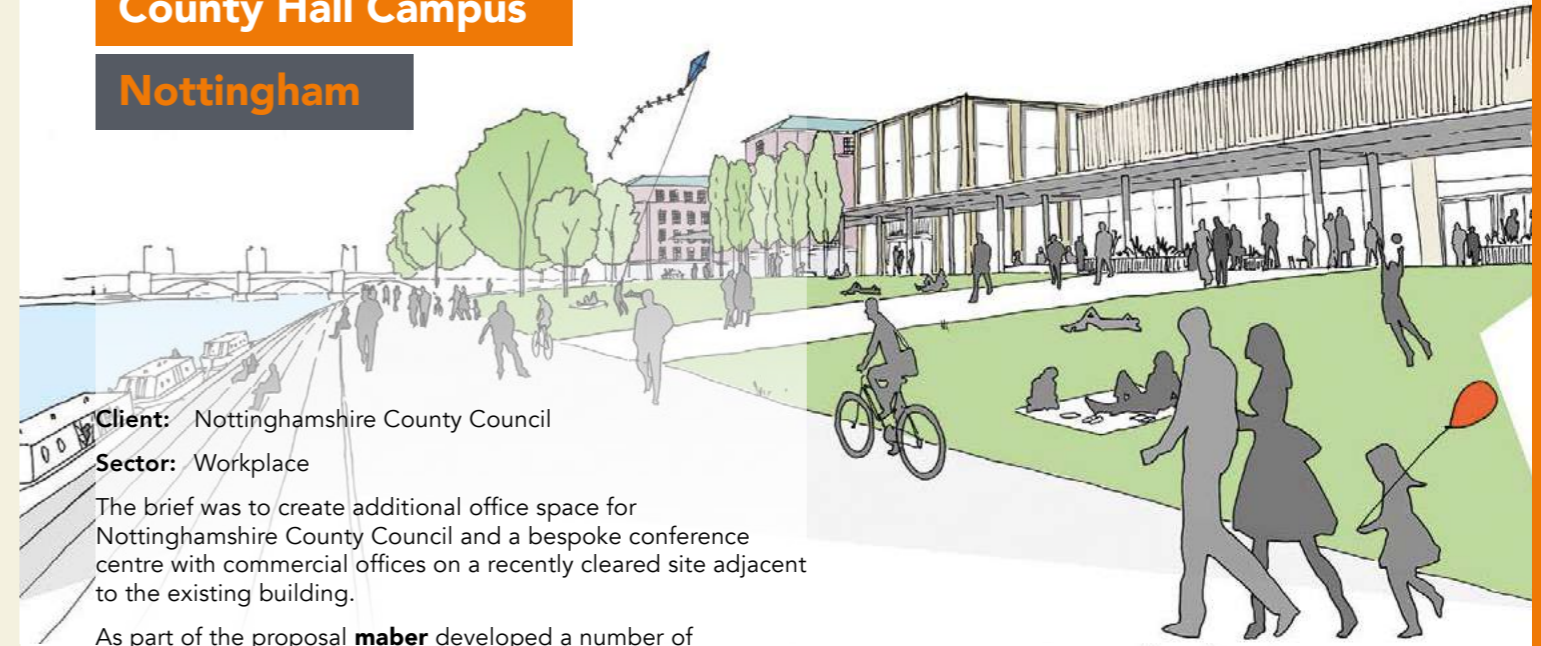 County Hall Campus
Nottingham
Client: Nottinghamshire County Council
Sector: Workplace
The brief was to create additional office space for
Nottinghamshire County Council and a bespoke conference
centre with commercial offices on a recently cleared site adjacent
to the existing building.
As part of the proposal maber developed a number of